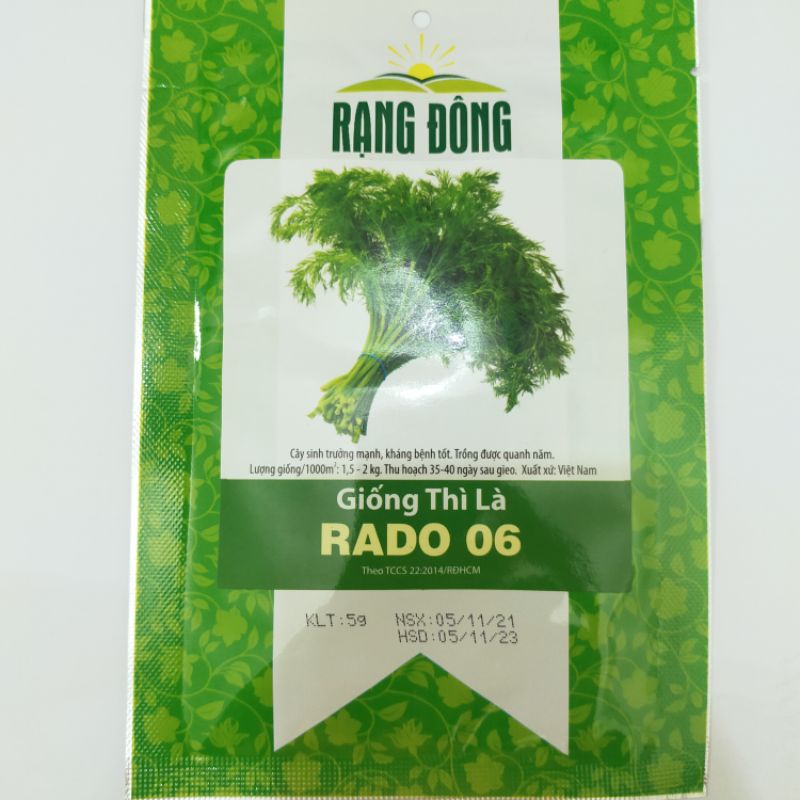 RẠNG ĐÔNG
Cây sinh trưởng mạnh, kháng bệnh tốt. Trồng được quanh năm.
Lượng giống/1000m²: 1,5 - 2 kg. Thu hoạch 35-40 ngày sau gieo. Xuất xứ: Việt Nam
Giống Thì Là
RADO 06
Theo TCCS 22:2014/RĐHCM
KLT:5g NSX:05/11/21
HSD:05/11/23